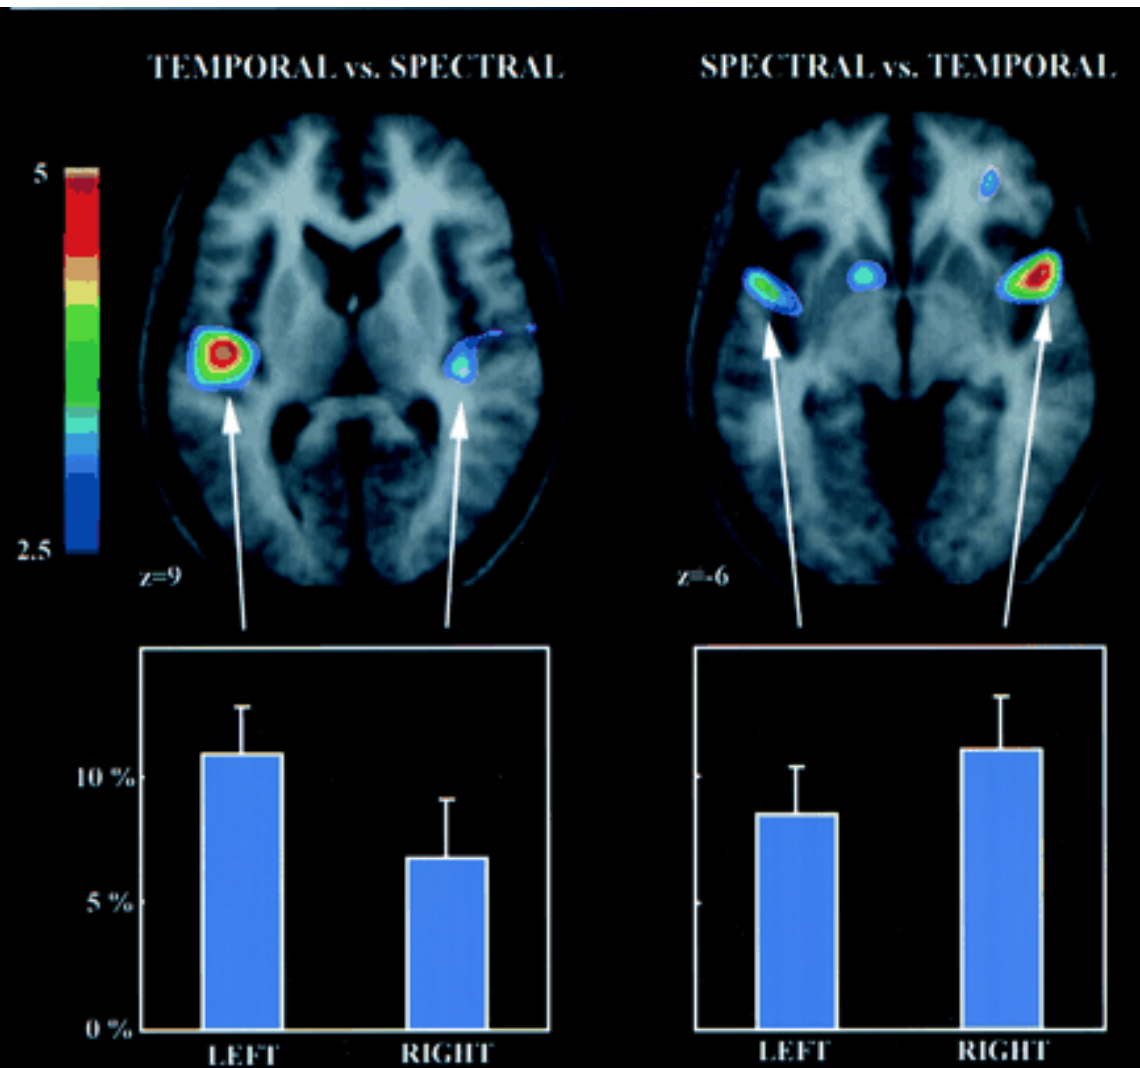 TEMPORAL vs. SPECTRAL
SPECTRAL vs. TEMPORAL
5
2.5
z=9
z=-6
10 %
5 %
0 %
LEFT
RIGHT
LEFT
RIGHT